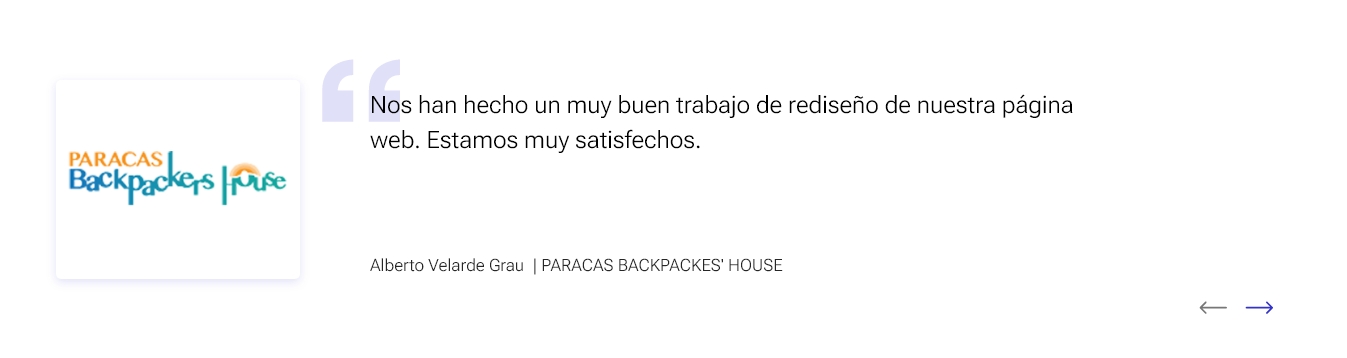 PARACAS
Backpackers House
Nos han hecho un muy buen trabajo de rediseño de nuestra página
web. Estamos muy satisfechos.
Alberto Velarde Grau | PARACAS BACKPACKES' HOUSE